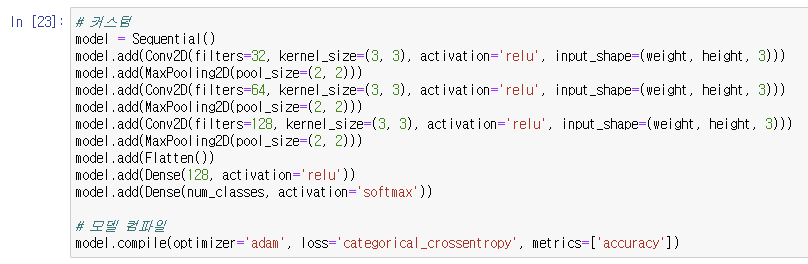 In [23]:
# 커스텀
model = Sequential()
model.add(Conv2D(filters=32, kernel_size=(3, 3), activation='relu', input_shape=(weight, height, 3)))
model.add(MaxPooling2D(pool_size=(2, 2)))
model.add(Conv2D(filters=64, kernel_size=(3, 3), activation='relu', input_shape=(weight, height, 3)))
model.add(MaxPooling2D(pool_size=(2, 2)))
model.add(Conv2D(filters=128, kernel_size=(3, 3), activation='relu', input_shape=(weight, height, 3)))
model.add(MaxPooling2D(pool_size=(2, 2)))
model.add(Flatten())
model.add(Dense(128, activation='relu'))
model.add(Dense(num_classes, activation='softmax'))
# 모델 컴파일
model.compile(optimizer='adam', loss='categorical_crossentropy', metrics=['accuracy'])